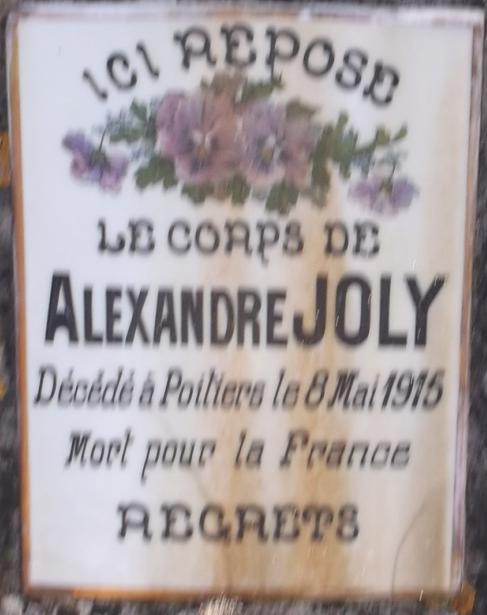 ICI REPOSE
LE CORPS DE
ALEXANDRE JOLY
Décédé à Poitiers le 8 Mai 1915
Mort pour la France
REGRETS